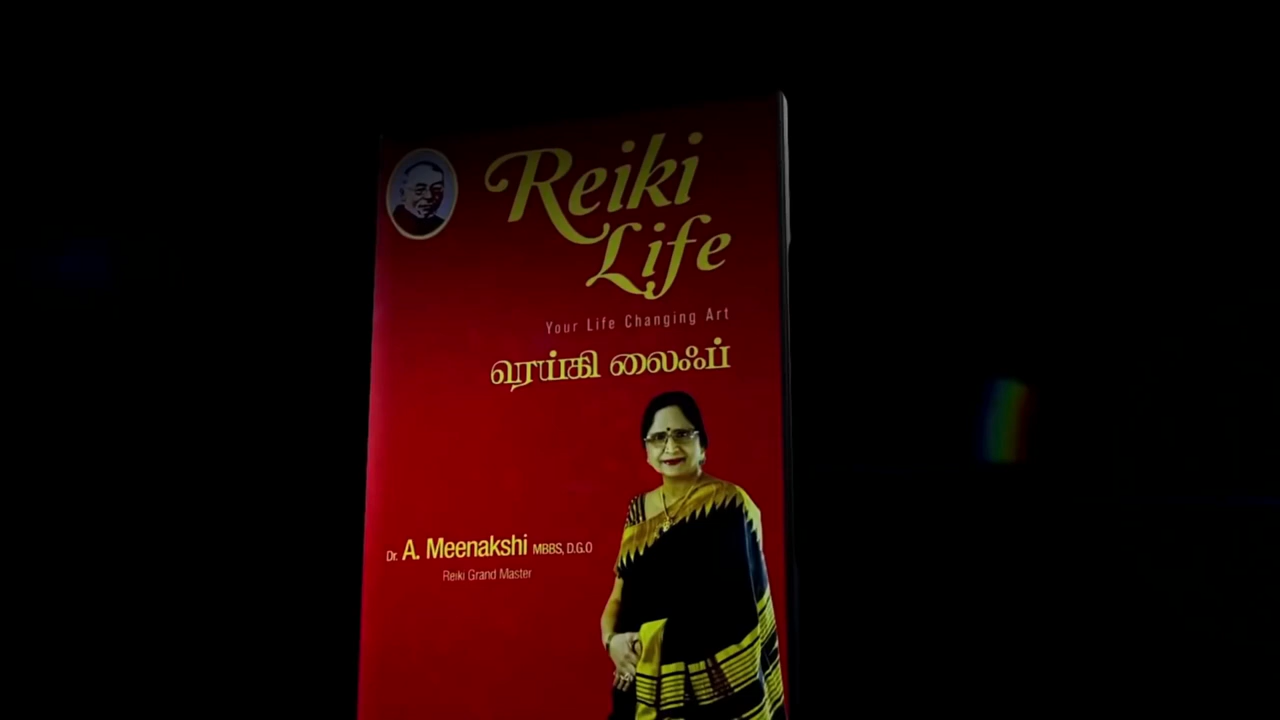 Reiki
Life
Your Life Changing Art
ரெய்கி லைஃப்
Dr. A. Meenakshi MBBS, D.G.O
Reiki Grand Master